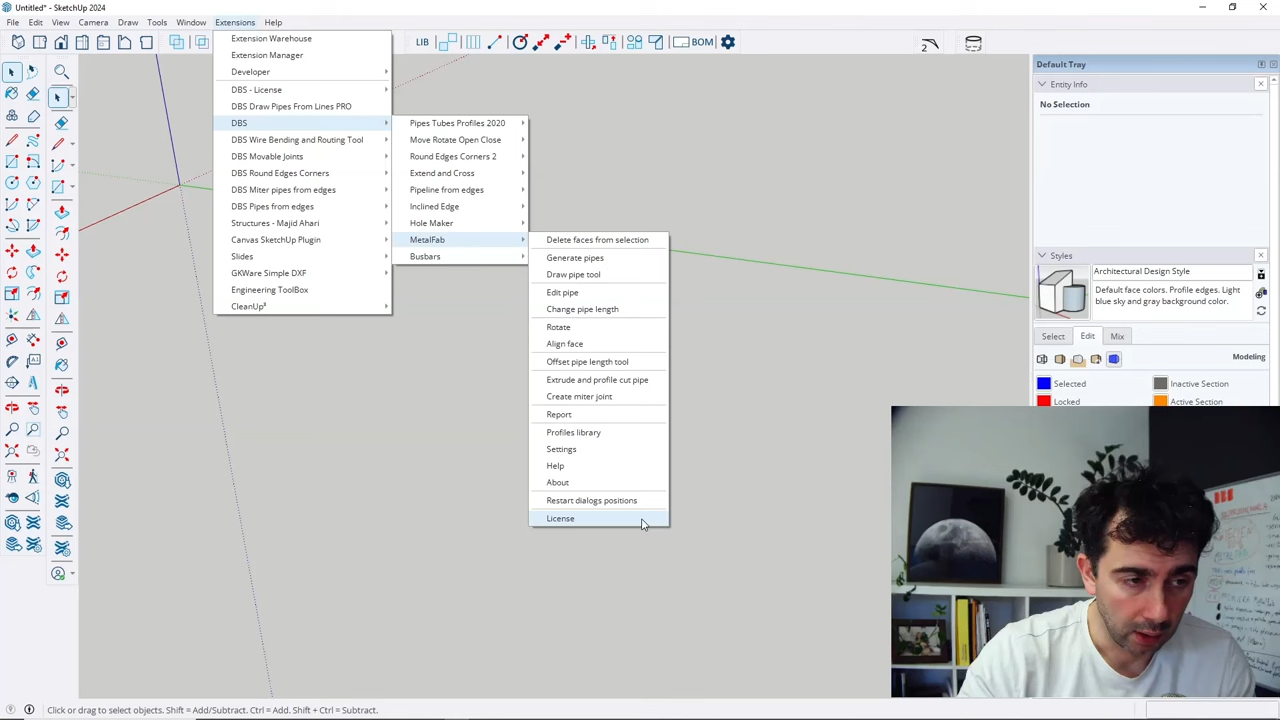 Untitled* - SketchUp 2024
File Edit View Camera Draw Tools Window Extensions Help
LIB
BOM
2
Extension Warehouse
Extension Manager
Developer
DBS - License
DBS Draw Pipes From Lines PRO
DBS
DBS Wire Bending and Routing Tool
DBS Movable Joints
DBS Round Edges Corners
DBS Miter pipes from edges
DBS Pipes from edges
Structures - Majid Ahari
Canvas SketchUp Plugin
Slides
GKWare Simple DXF
Engineering ToolBox
CleanUp³
Pipes Tubes Profiles 2020
Move Rotate Open Close
Round Edges Corners 2
Extend and Cross
Pipeline from edges
Inclined Edge
Hole Maker
MetalFab
Busbars
Delete faces from selection
Generate pipes
Draw pipe tool
Edit pipe
Change pipe length
Rotate
Align face
Offset pipe length tool
Extrude and profile cut pipe
Create miter joint
Report
Profiles library
Settings
Help
About
Restart dialogs positions
License
Default Tray
Entity Info
No Selection
Styles
Architectural Design Style
Default face colors. Profile edges. Light
blue sky and gray background color.
Select Edit Mix
Modeling
Selected Inactive Section
Locked Active Section
Click or drag to select objects. Shift = Add/Subtract. Ctrl = Add. Shift + Ctrl = Subtract.